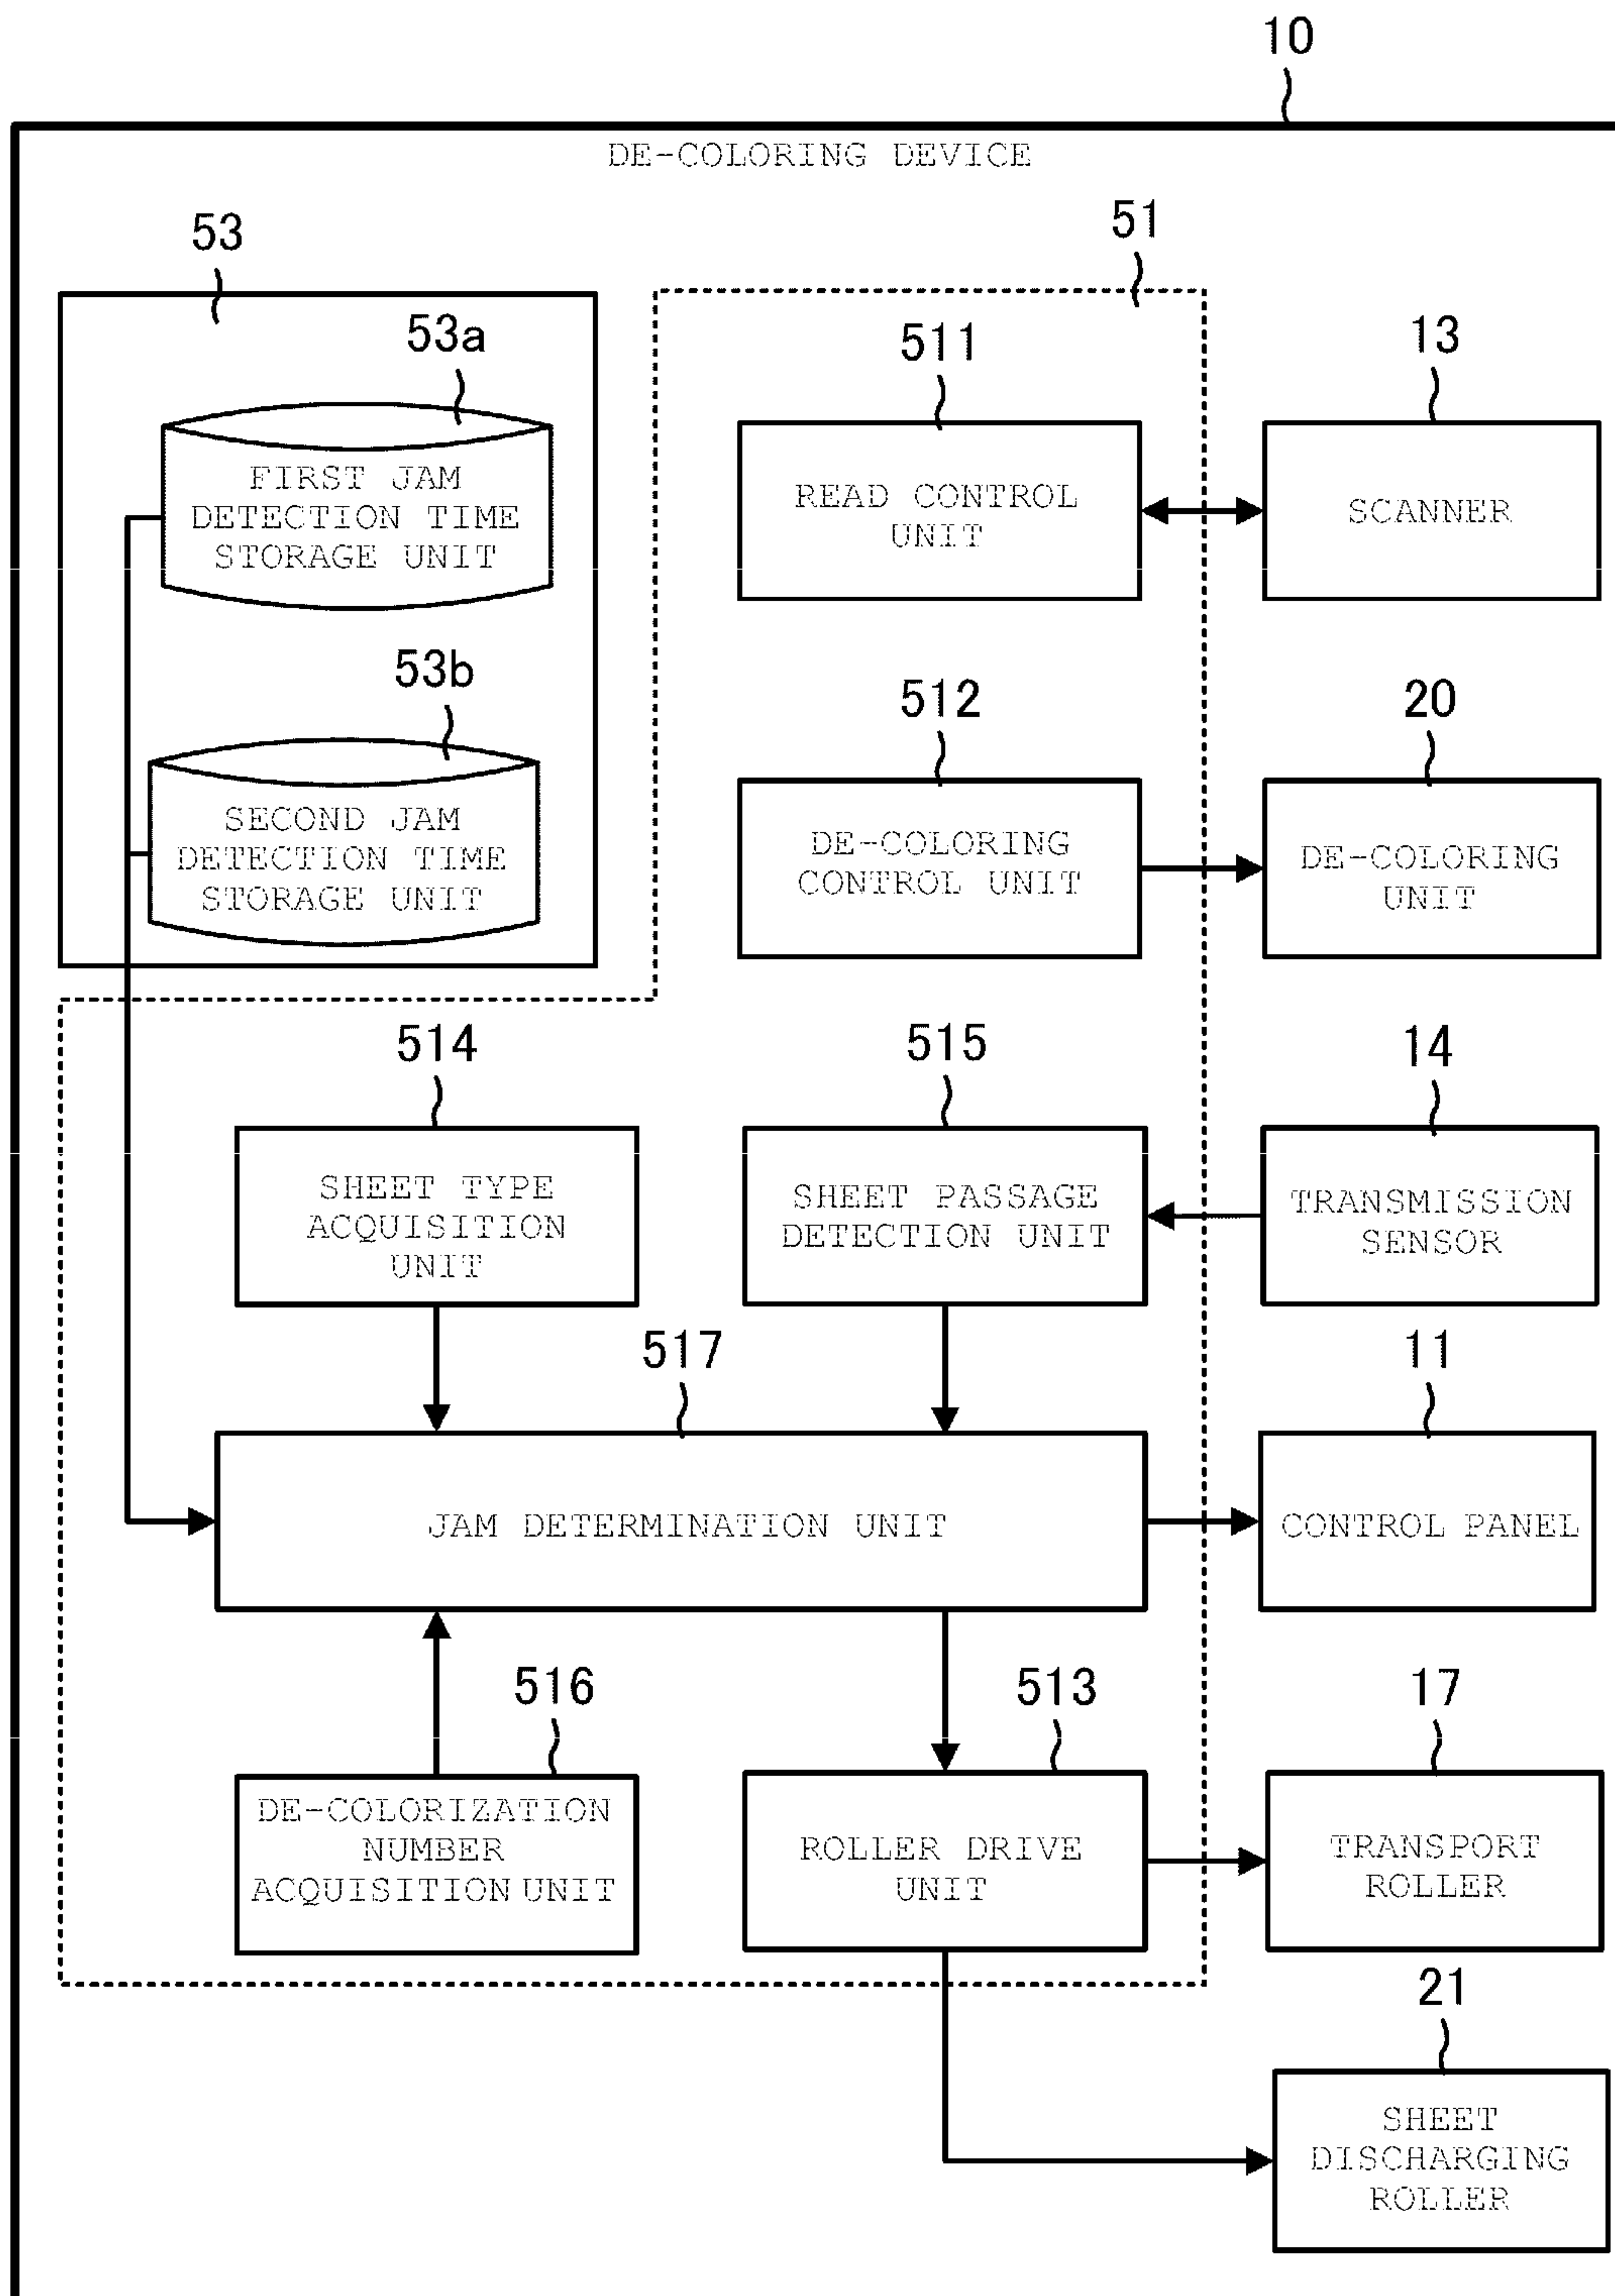 10
DE-COLORING DEVICE
53
51
53a
FIRST JAM
DETECTION TIME
STORAGE UNIT
511
READ CONTROL
UNIT
13
SCANNER
53b
SECOND JAM
DETECTION TIME
STORAGE UNIT
512
DE-COLORING
CONTROL UNIT
20
DE-COLORING
UNIT
514
SHEET TYPE
ACQUISITION
UNIT
515
SHEET PASSAGE
DETECTION UNIT
14
TRANSMISSION
SENSOR
517
JAM DETERMINATION UNIT
11
CONTROL PANEL
516
DE-COLORIZATION
NUMBER
ACQUISITION UNIT
513
ROLLER DRIVE
UNIT
17
TRANSPORT
ROLLER
21
SHEET
DISCHARGING
ROLLER